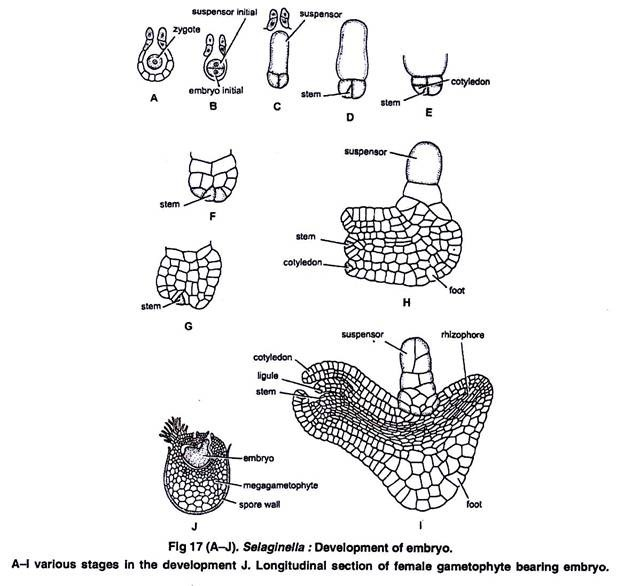 suspensor initial
zygote
embryo initial
A
B
suspensor
C
stem
D
cotyledon
stem
E
stem
F
stem
G
suspensor
stem
cotyledon
foot
H
suspensor
rhizophore
cotyledon
ligule
stem
foot
I
embryo
megagametophyte
spore wall
J
Fig 17 (A–J). Selaginella : Development of embryo.
A–I various stages in the development J. Longitudinal section of female gametophyte bearing embryo.